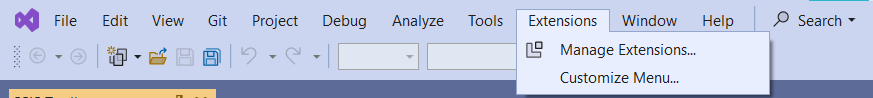 File Edit View Git Project Debug Analyze Tools Extensions Window Help Search
Manage Extensions...
Customize Menu...